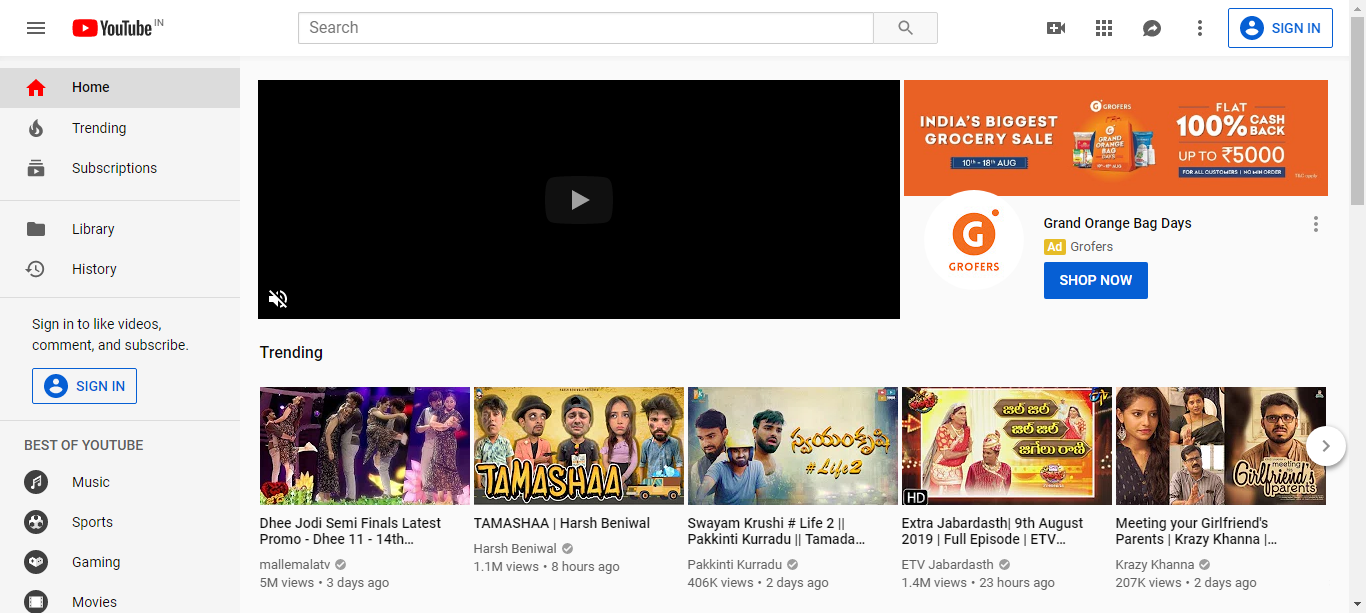 YouTube IN
Search
SIGN IN
Home
Trending
Subscriptions
Library
History
Sign in to like videos,
comment, and subscribe.
SIGN IN
BEST OF YOUTUBE
Music
Sports
Gaming
Movies
GROFERS
INDIA'S BIGGEST
GROCERY SALE
10th - 18th AUG
GRAND
ORANGE
BAG
DAYS
FLAT
100% CASH
BACK
UP TO ₹5000
FOR ALL CUSTOMERS | NO MIN ORDER
T&C apply
GROFERS
Grand Orange Bag Days
Ad Grofers
SHOP NOW
Trending
TAMASHAA
స్వయంకృషి
#Life2
జిల్ జిల్
జిల్ జిల్
జిగేలు రాణి
HD
meeting
Girlfriend's
parents
Dhee Jodi Semi Finals Latest
Promo - Dhee 11 - 14th...
mallemalatv
5M views • 3 days ago
TAMASHAA | Harsh Beniwal
Harsh Beniwal
1.1M views • 8 hours ago
Swayam Krushi # Life 2 ||
Pakkinti Kurradu || Tamada...
Pakkinti Kurradu
406K views • 2 days ago
Extra Jabardasth| 9th August
2019 | Full Episode | ETV...
ETV Jabardasth
1.4M views • 23 hours ago
Meeting your Girlfriend's
Parents | Krazy Khanna |...
Krazy Khanna
207K views • 2 days ago